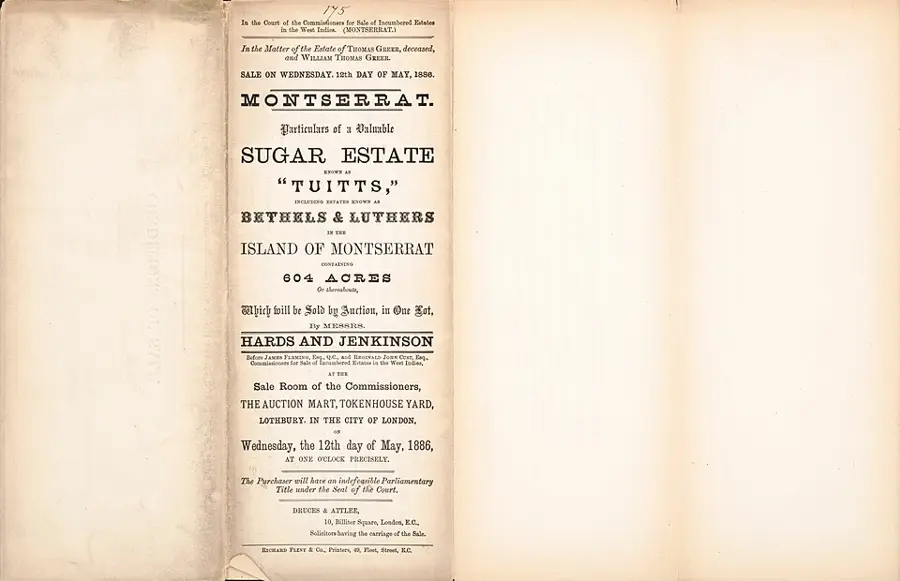 175
In the Court of the Commissioners for Sale of Incumbered Estates
in the West Indies. (MONTSERRAT.)
In the Matter of the Estate of THOMAS GREER, deceased,
and WILLIAM THOMAS GREER.
SALE ON WEDNESDAY, 12th DAY OF MAY, 1886.
MONTSERRAT.
Particulars of a Valuable
SUGAR ESTATE
KNOWN AS
"TUITTS,"
INCLUDING ESTATES KNOWN AS
BETHELS & LUTHERS
IN THE
ISLAND OF MONTSERRAT
CONTAINING
604 ACRES
Or thereabouts,
Which will be Sold by Auction, in One Lot,
By MESSRS.
HARDS AND JENKINSON
Before JAMES FLEMING, Esq., Q.C., and REGINALD JOHN CUST, Esq.,
Commissioners for Sale of Incumbered Estates in the West Indies,
AT THE
Sale Room of the Commissioners,
THE AUCTION MART, TOKENHOUSE YARD,
LOTHBURY, IN THE CITY OF LONDON,
ON
Wednesday, the 12th day of May, 1886,
AT ONE O'CLOCK PRECISELY.
The Purchaser will have an indefeasible Parliamentary
Title under the Seal of the Court.
DRUCES & ATTLEE,
10, Billiter Square, London, E.C.,
Solicitors having the carriage of the Sale.
RICHARD FLINT & Co., Printers, 49, Fleet, Street, E.C.